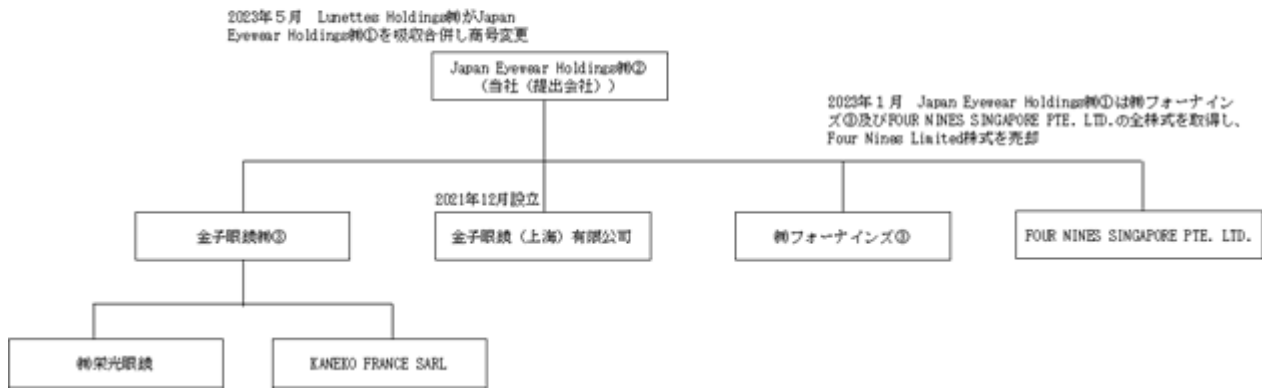 2023年5月 Lunettes Holdings㈱がJapan
Eyewear Holdings㈱①を吸収合併し商号変更
Japan Eyewear Holdings㈱②
(当社(提出会社))
2023年1月 Japan Eyewear Holdings㈱①は㈱フォーナイン
ズ③及びFOUR NINES SINGAPORE PTE. LTD.の全株式を取得し、
Four Nines Limited株式を売却
2021年12月設立
金子眼鏡㈱③
金子眼鏡(上海)有限公司
㈱フォーナインズ③
FOUR NINES SINGAPORE PTE. LTD.
㈱栄光眼鏡
KANEKO FRANCE SARL